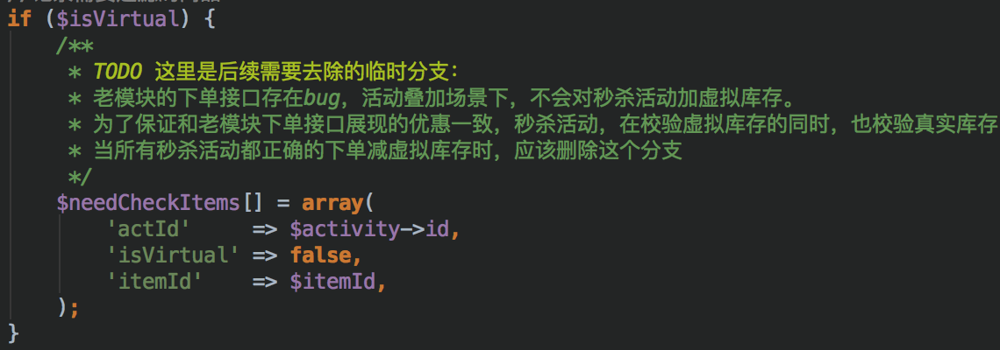 if ($isVirtual) {
/**
* TODO 这里是后续需要去除的临时分支：
* 老模块的下单接口存在bug，活动叠加场景下，不会对秒杀活动加虚拟库存。
* 为了保证和老模块下单接口展现的优惠一致，秒杀活动，在校验虚拟库存的同时，也校验真实库存
* 当所有秒杀活动都正确的下单减虚拟库存时，应该删除这个分支
*/
$needCheckItems[] = array(
'actId' => $activity->id,
'isVirtual' => false,
'itemId' => $itemId,
);
}